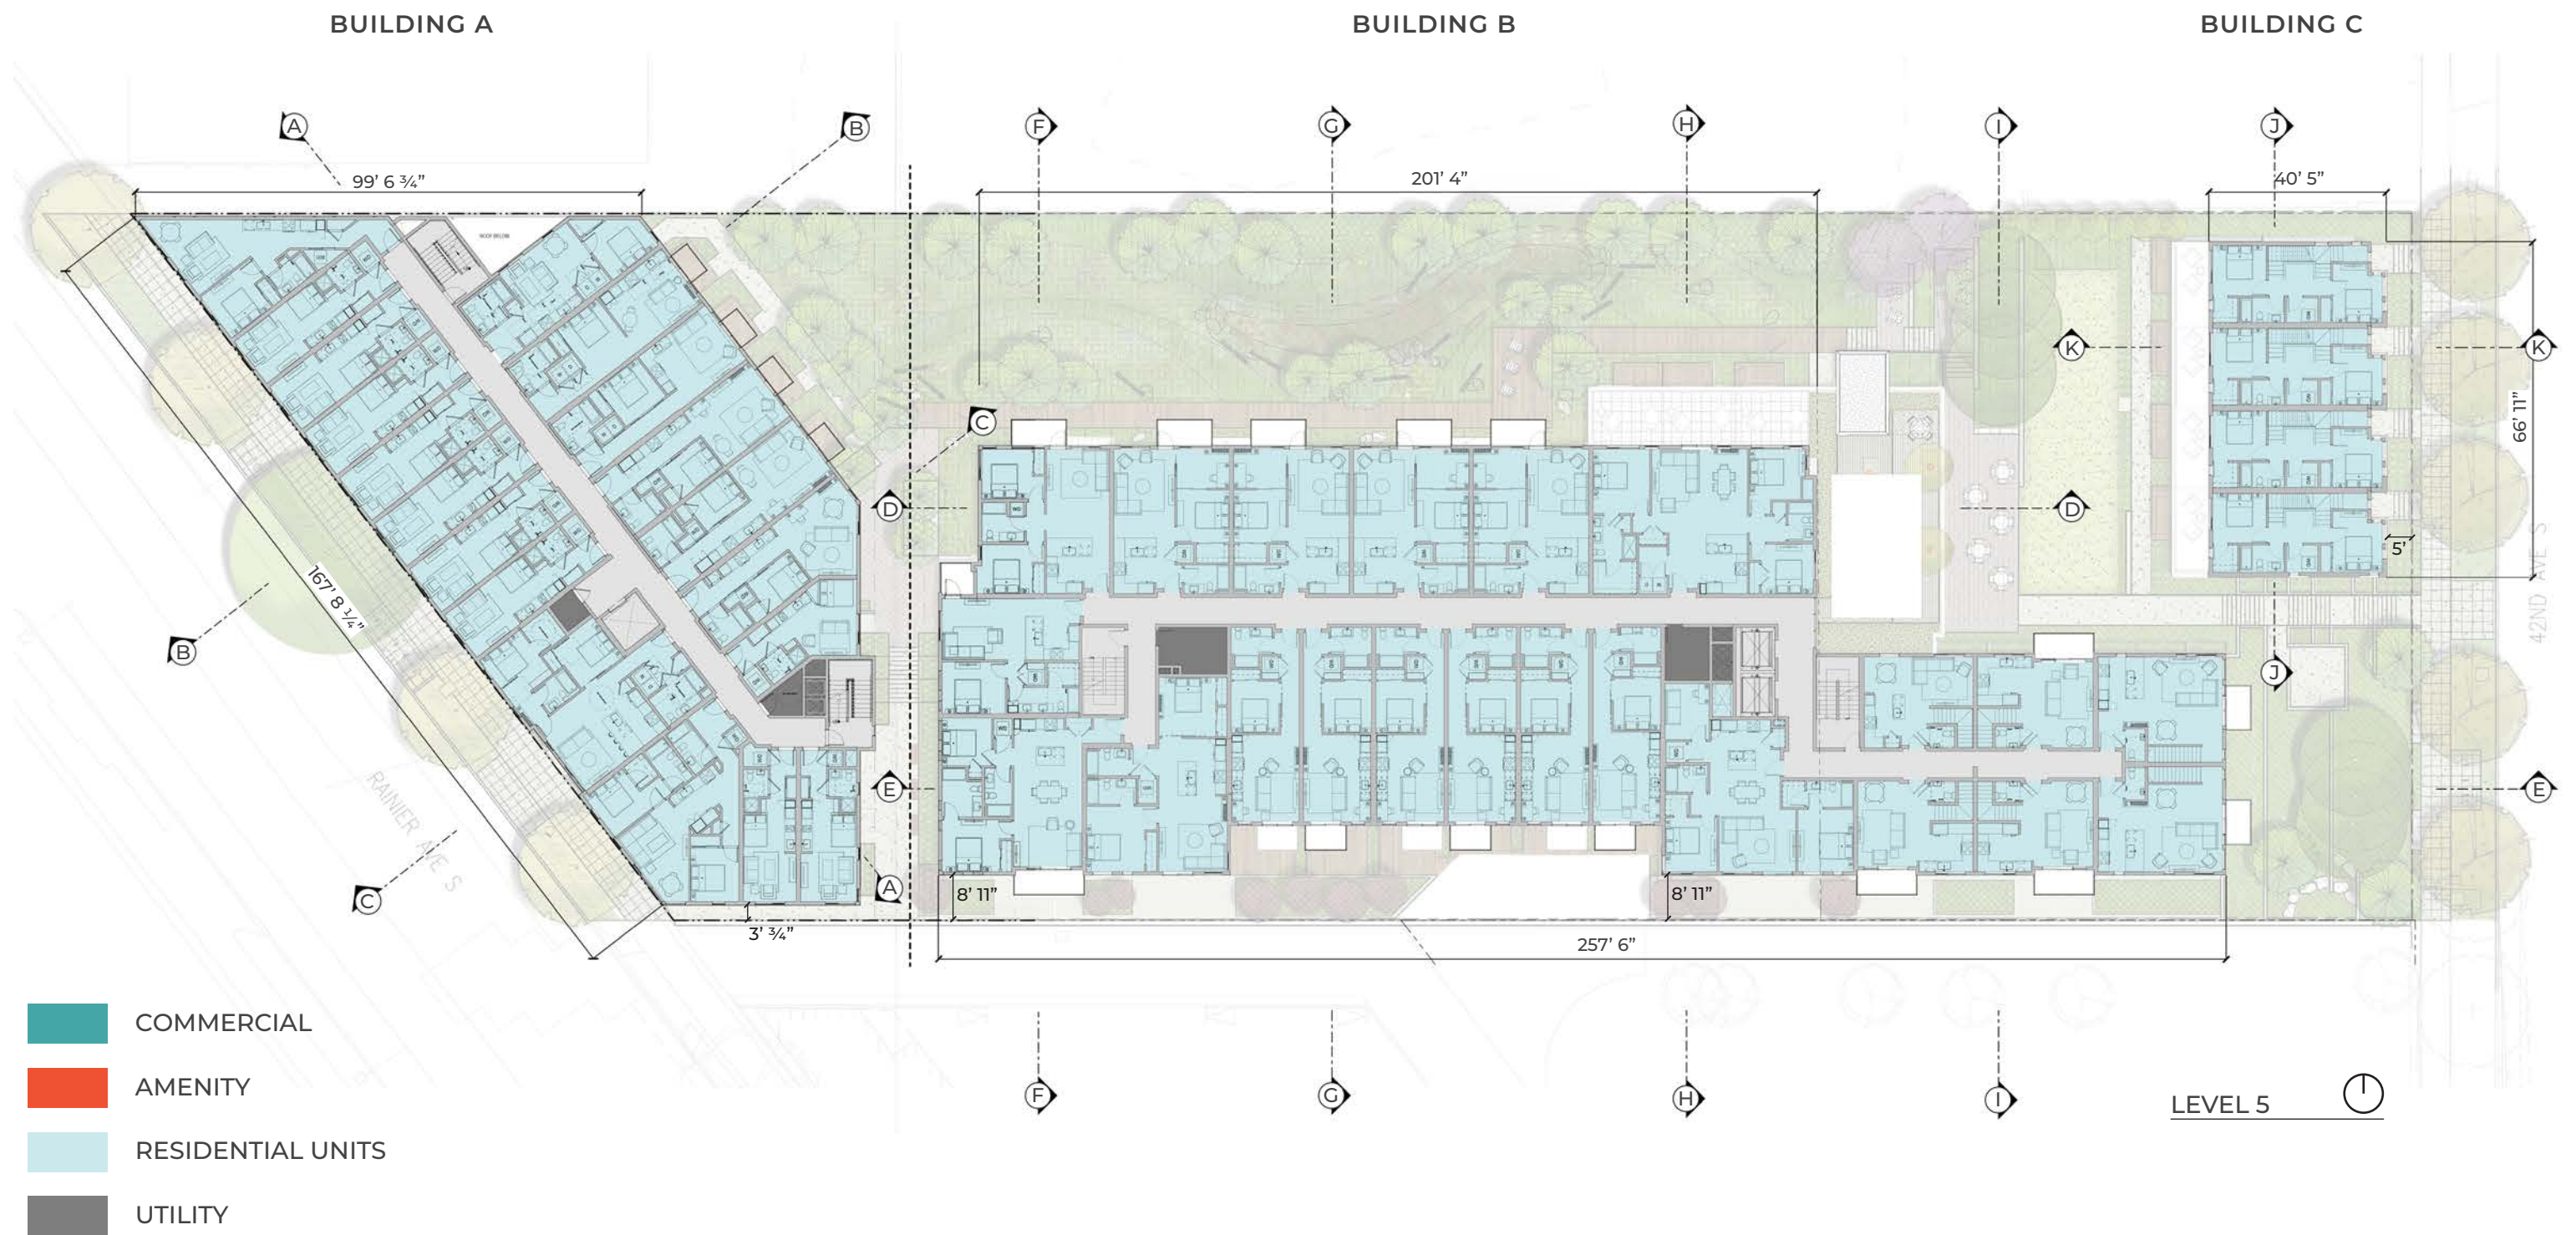 BUILDING A
BUILDING B
BUILDING C
A
B
F
G
H
I
J
99' 6 ¾"
201' 4"
40' 5"
ROOF BELOW
K
K
66' 11"
C
D
D
5'
42ND AVE S
167' 8 ¼"
B
J
E
E
RAINIER AVE S
A
C
8' 11"
8' 11"
3' ¾"
257' 6"
COMMERCIAL
AMENITY
RESIDENTIAL UNITS
UTILITY
F
G
H
I
LEVEL 5